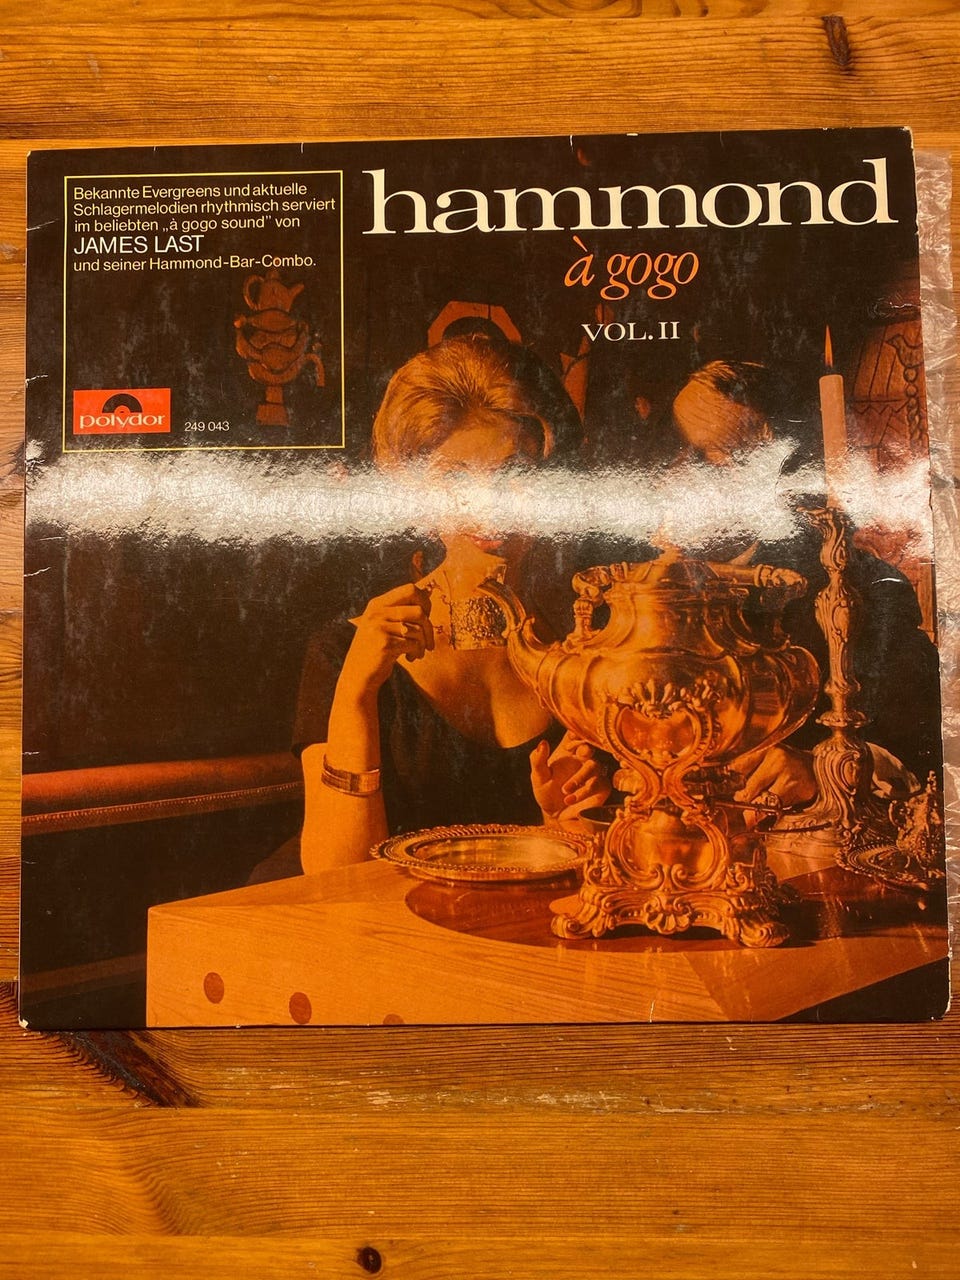 Bekannte Evergreens und aktuelle
Schlagermelodien rhythmisch serviert
im beliebten „à gogo sound" von
JAMES LAST
und seiner Hammond-Bar-Combo.
polydor
249 043
hammond
à gogo
VOL. II